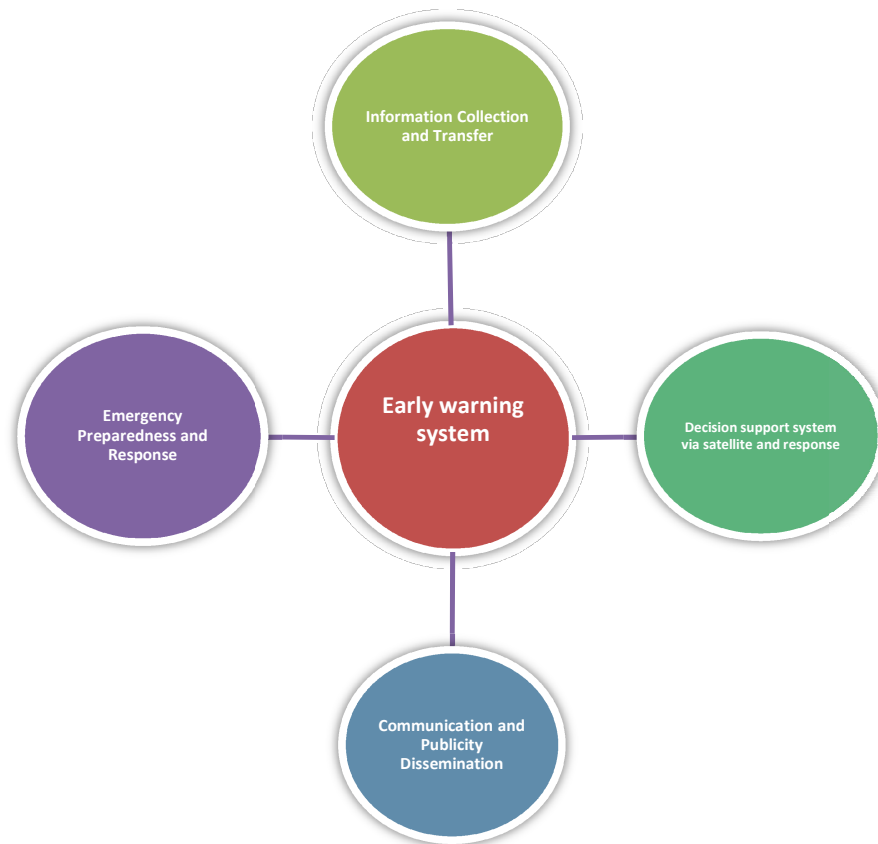 Information Collection
and Transfer
Early warning
system
Emergency
Preparedness and
Response
Decision support system
via satellite and response
Communication and
Publicity
Dissemination